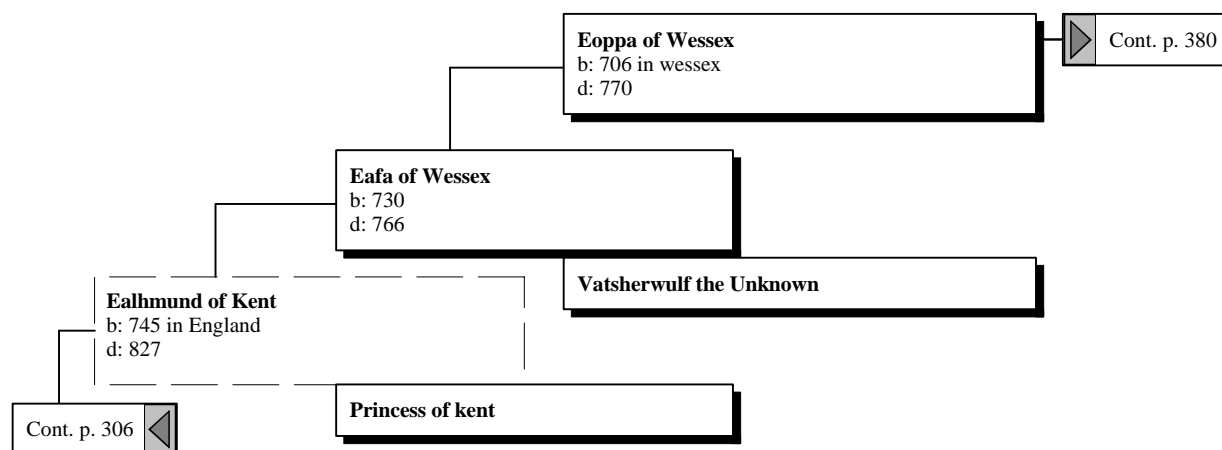 Eoppa of Wessex
b: 706 in wessex
d: 770
Cont. p. 380
Eafa of Wessex
b: 730
d: 766
Vatsherwulf the Unknown
Ealhmund of Kent
b: 745 in England
d: 827
Princess of kent
Cont. p. 306